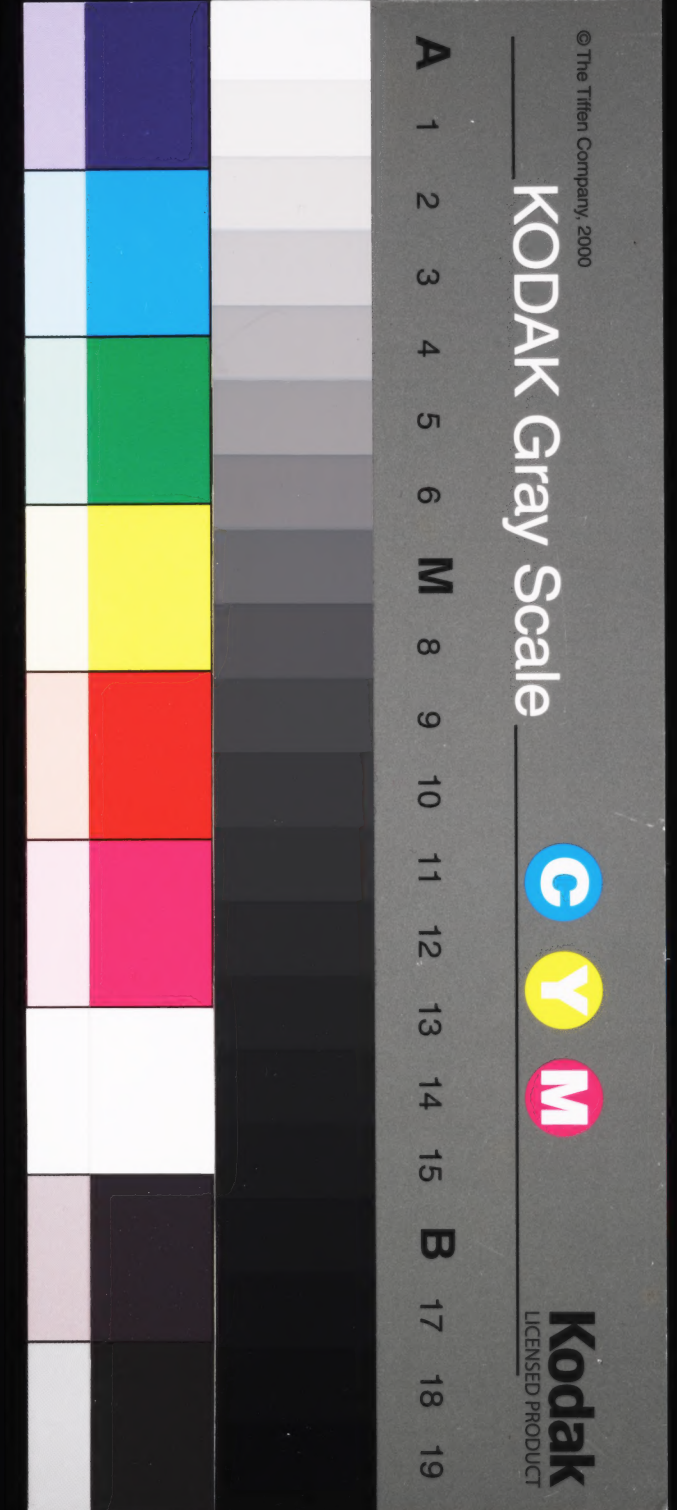 © The Tiffen Company, 2000
KODAK Gray Scale
C Y M
Kodak
LICENSED PRODUCT
A 1 2 3 4 5 6 M 8 9 10 11 12 13 14 15 B 17 18 19